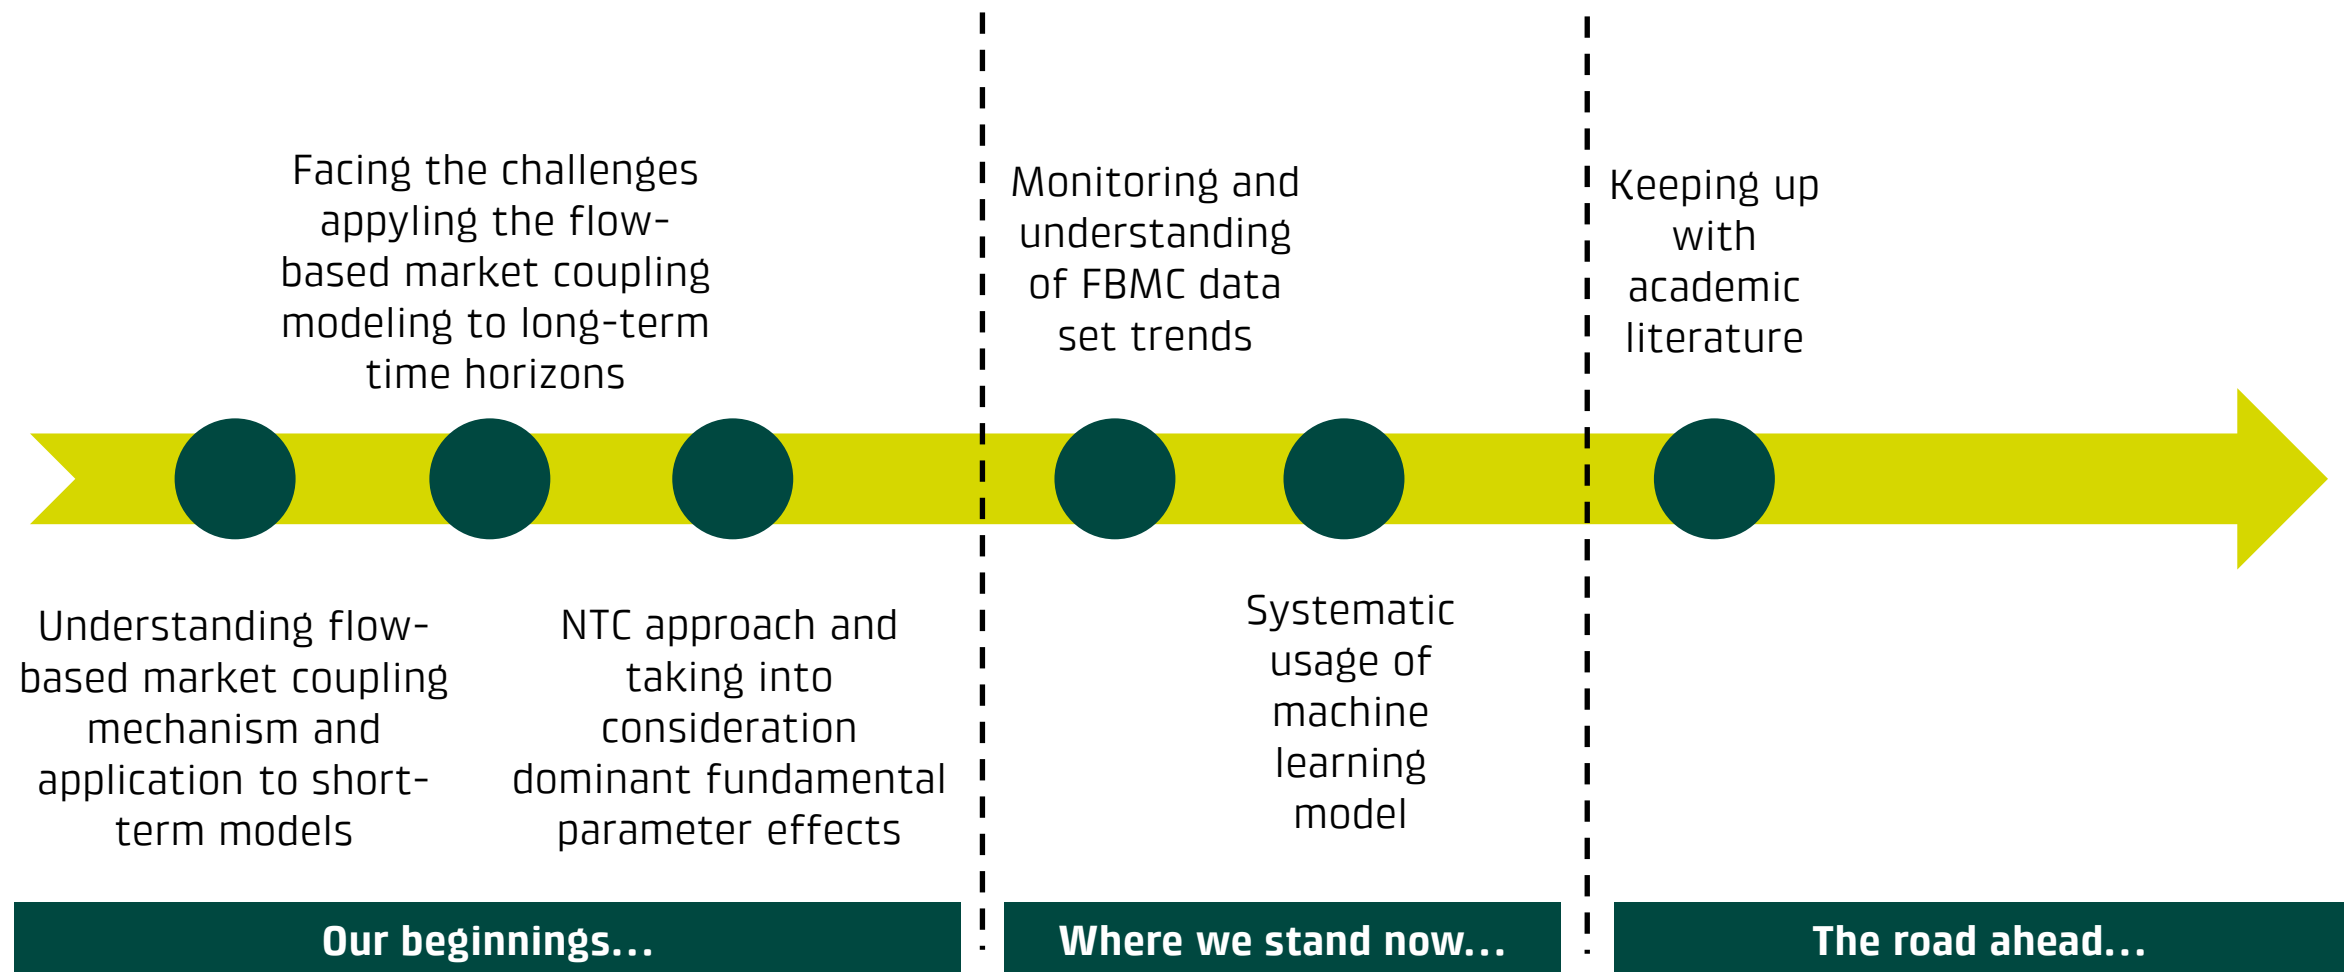 Facing the challenges
appyling the flow-
based market coupling
modeling to long-term
time horizons
Monitoring and
understanding
of FBMC data
set trends
Keeping up
with
academic
literature
Understanding flow-
based market coupling
mechanism and
application to short-
term models
NTC approach and
taking into
consideration
dominant fundamental
parameter effects
Systematic
usage of
machine
learning
model
Our beginnings...
Where we stand now...
The road ahead...